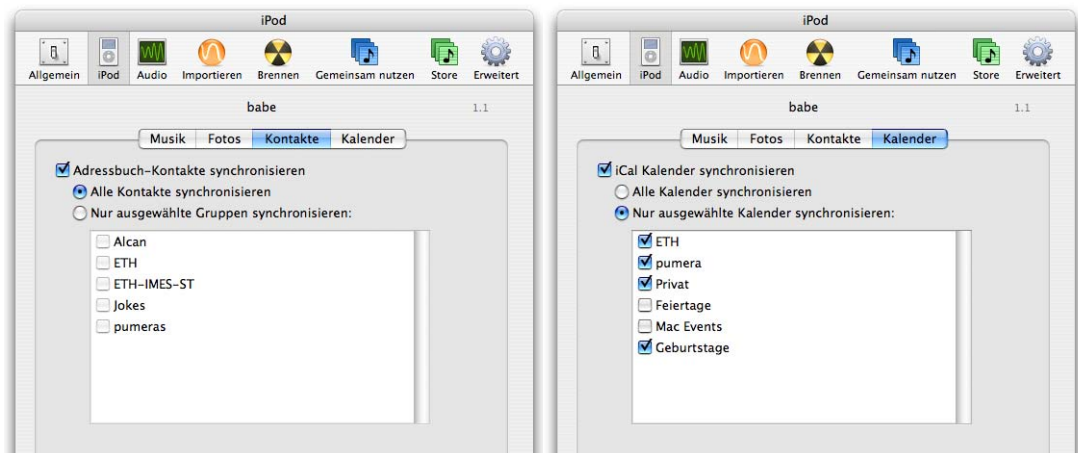 iPod
Allgemein iPod Audio Importieren Brennen Gemeinsam nutzen Store Erweitert
babe 1.1
Musik Fotos Kontakte Kalender
Adressbuch-Kontakte synchronisieren
Alle Kontakte synchronisieren
Nur ausgewählte Gruppen synchronisieren:
Alcan
ETH
ETH-IMES-ST
Jokes
pumeras
iPod
Allgemein iPod Audio Importieren Brennen Gemeinsam nutzen Store Erweitert
babe 1.1
Musik Fotos Kontakte Kalender
iCal Kalender synchronisieren
Alle Kalender synchronisieren
Nur ausgewählte Kalender synchronisieren:
ETH
pumera
Privat
Feiertage
Mac Events
Geburtstage